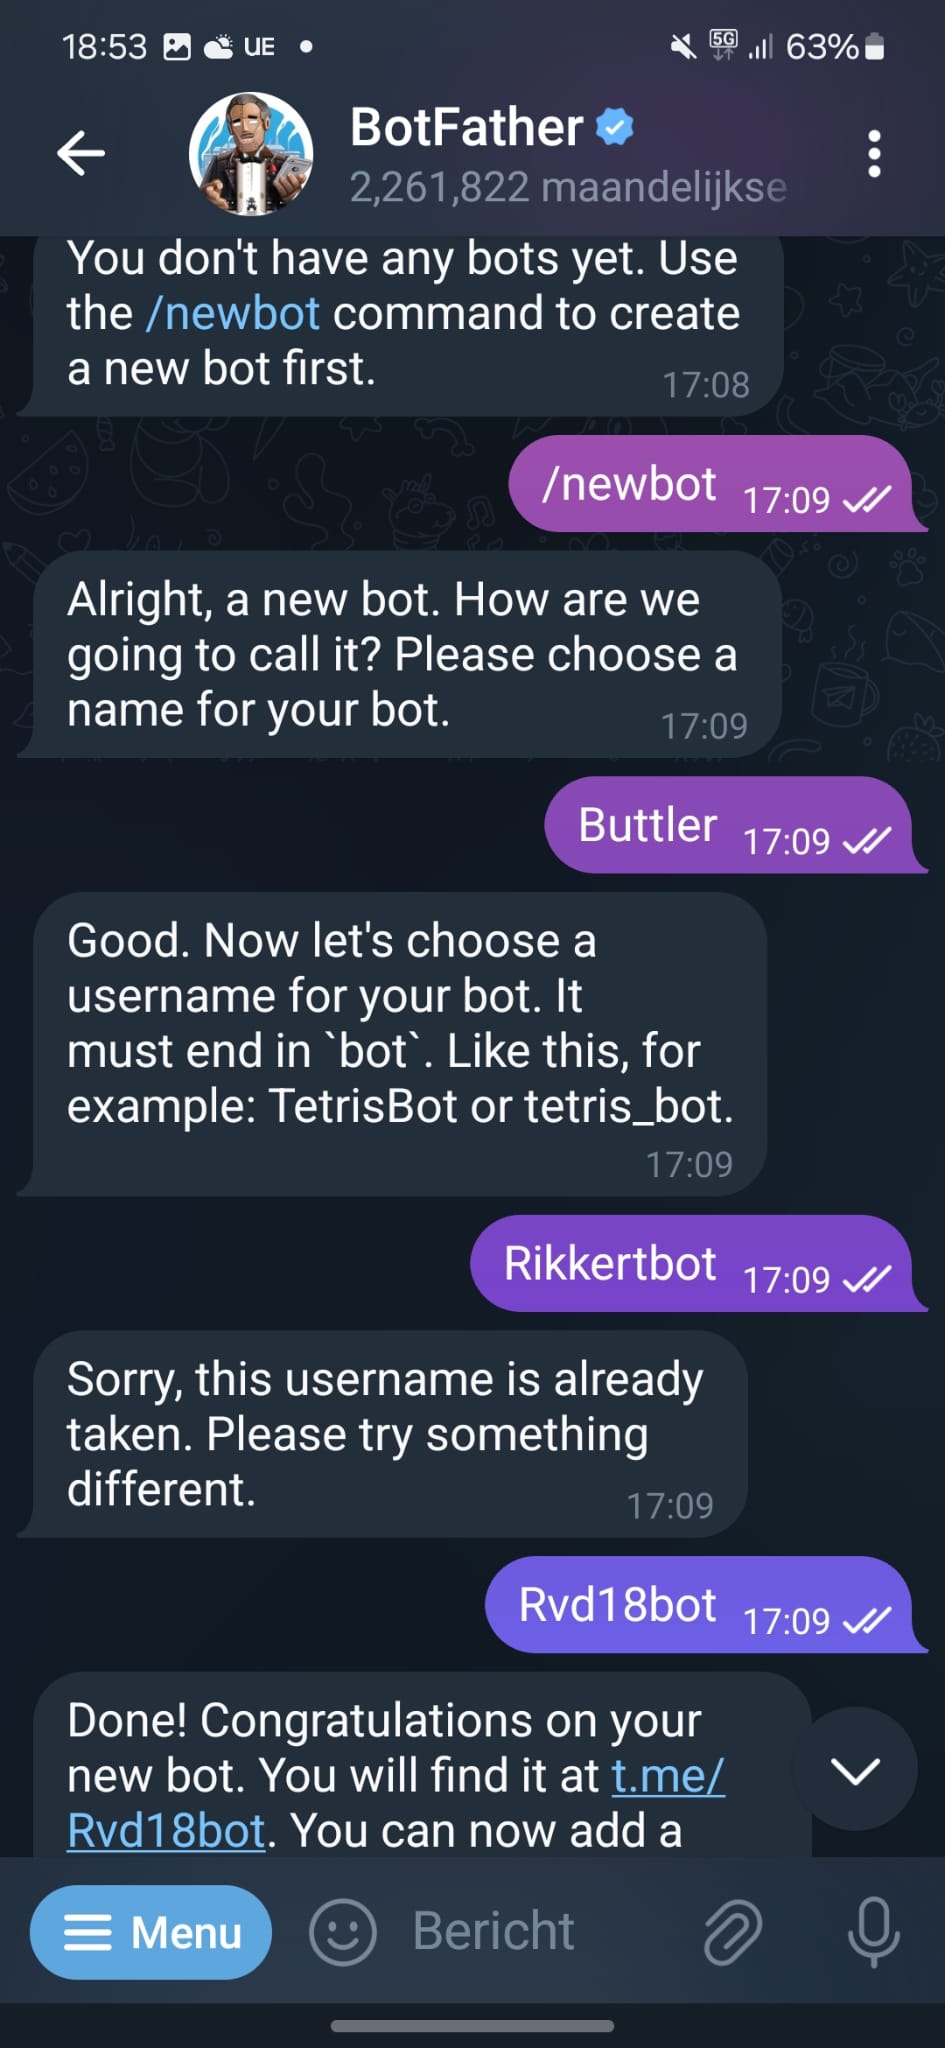 18:53 UE 5G 63%
BotFather
2,261,822 maandelijkse
You don't have any bots yet. Use
the /newbot command to create
a new bot first.
17:08
/newbot 17:09
Alright, a new bot. How are we
going to call it? Please choose a
name for your bot.
17:09
Buttler 17:09
Good. Now let's choose a
username for your bot. It
must end in `bot`. Like this, for
example: TetrisBot or tetris_bot.
17:09
Rikkertbot 17:09
Sorry, this username is already
taken. Please try something
different.
17:09
Rvd18bot 17:09
Done! Congratulations on your
new bot. You will find it at t.me/
Rvd18bot. You can now add a
Menu Bericht